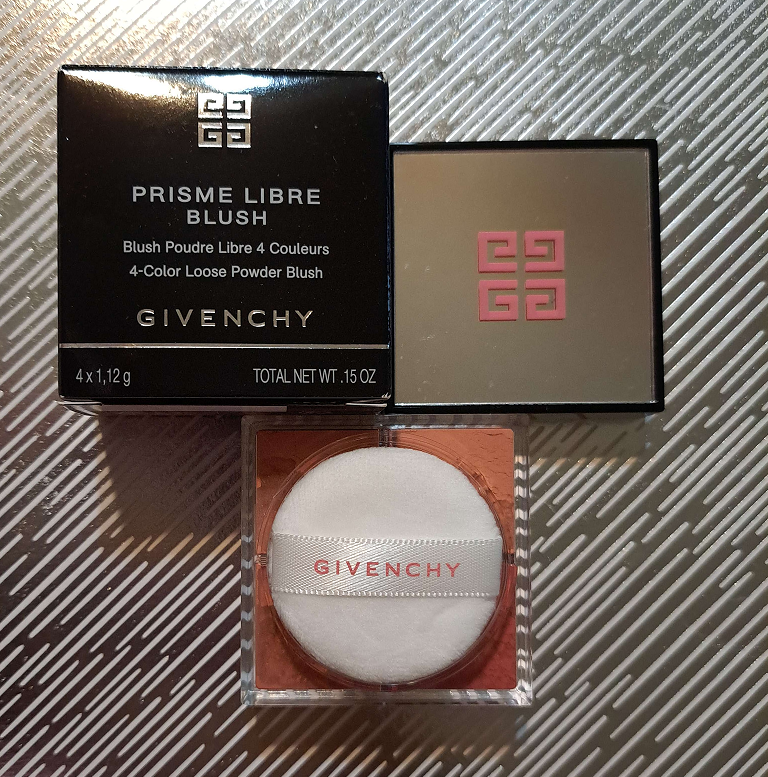 PRISME LIBRE
BLUSH
Blush Poudre Libre 4 Couleurs
4-Color Loose Powder Blush
GIVENCHY
4 x 1,12 g TOTAL NET WT .15 OZ
GIVENCHY